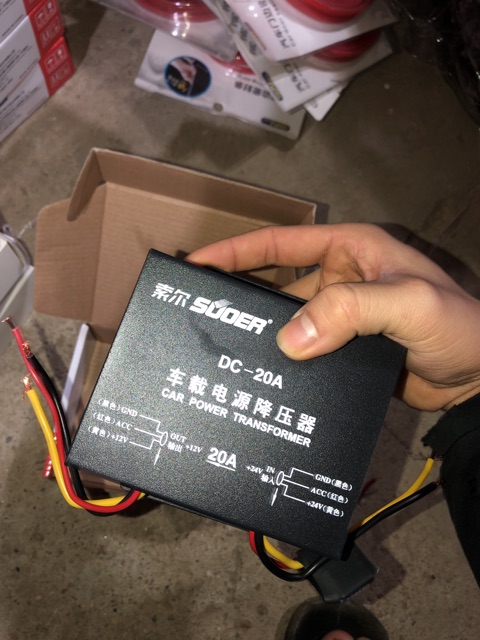 索尔 SUOER®
DC-20A
车载电源降压器
CAR POWER TRANSFORMER
(黑色)GND
(红色)ACC
(黄色)+12V
OUT
输出
+12V
20A
+24V
IN
输入
GND(黑色)
ACC(红色)
+24V(黄色)